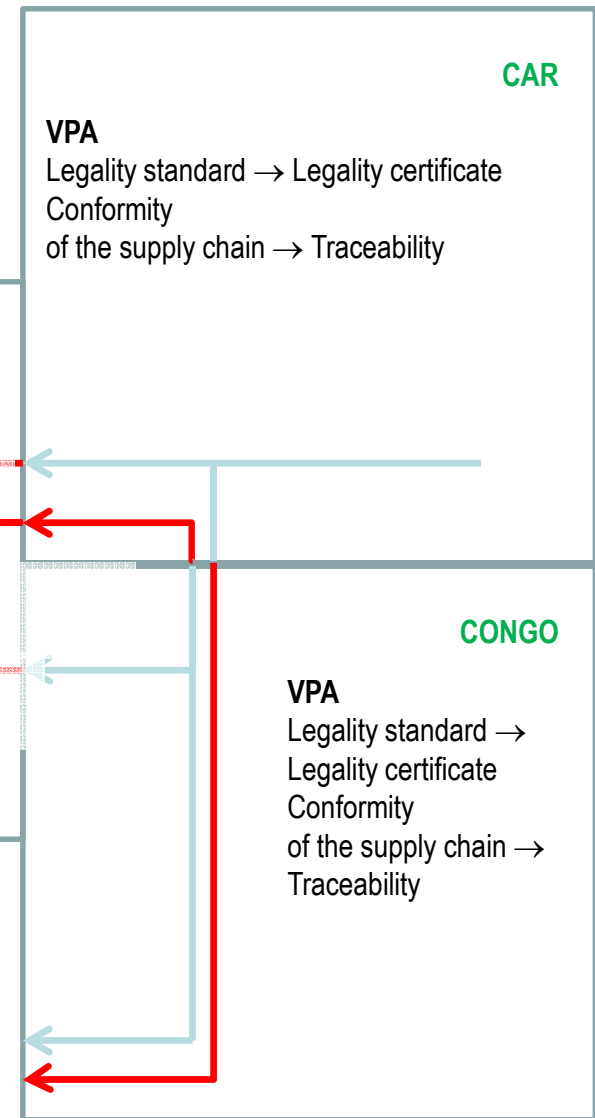 CAR
VPA
Legality standard → Legality certificate
Conformity
of the supply chain → Traceability
CONGO
VPA
Legality standard →
Legality certificate
Conformity
of the supply chain →
Traceability